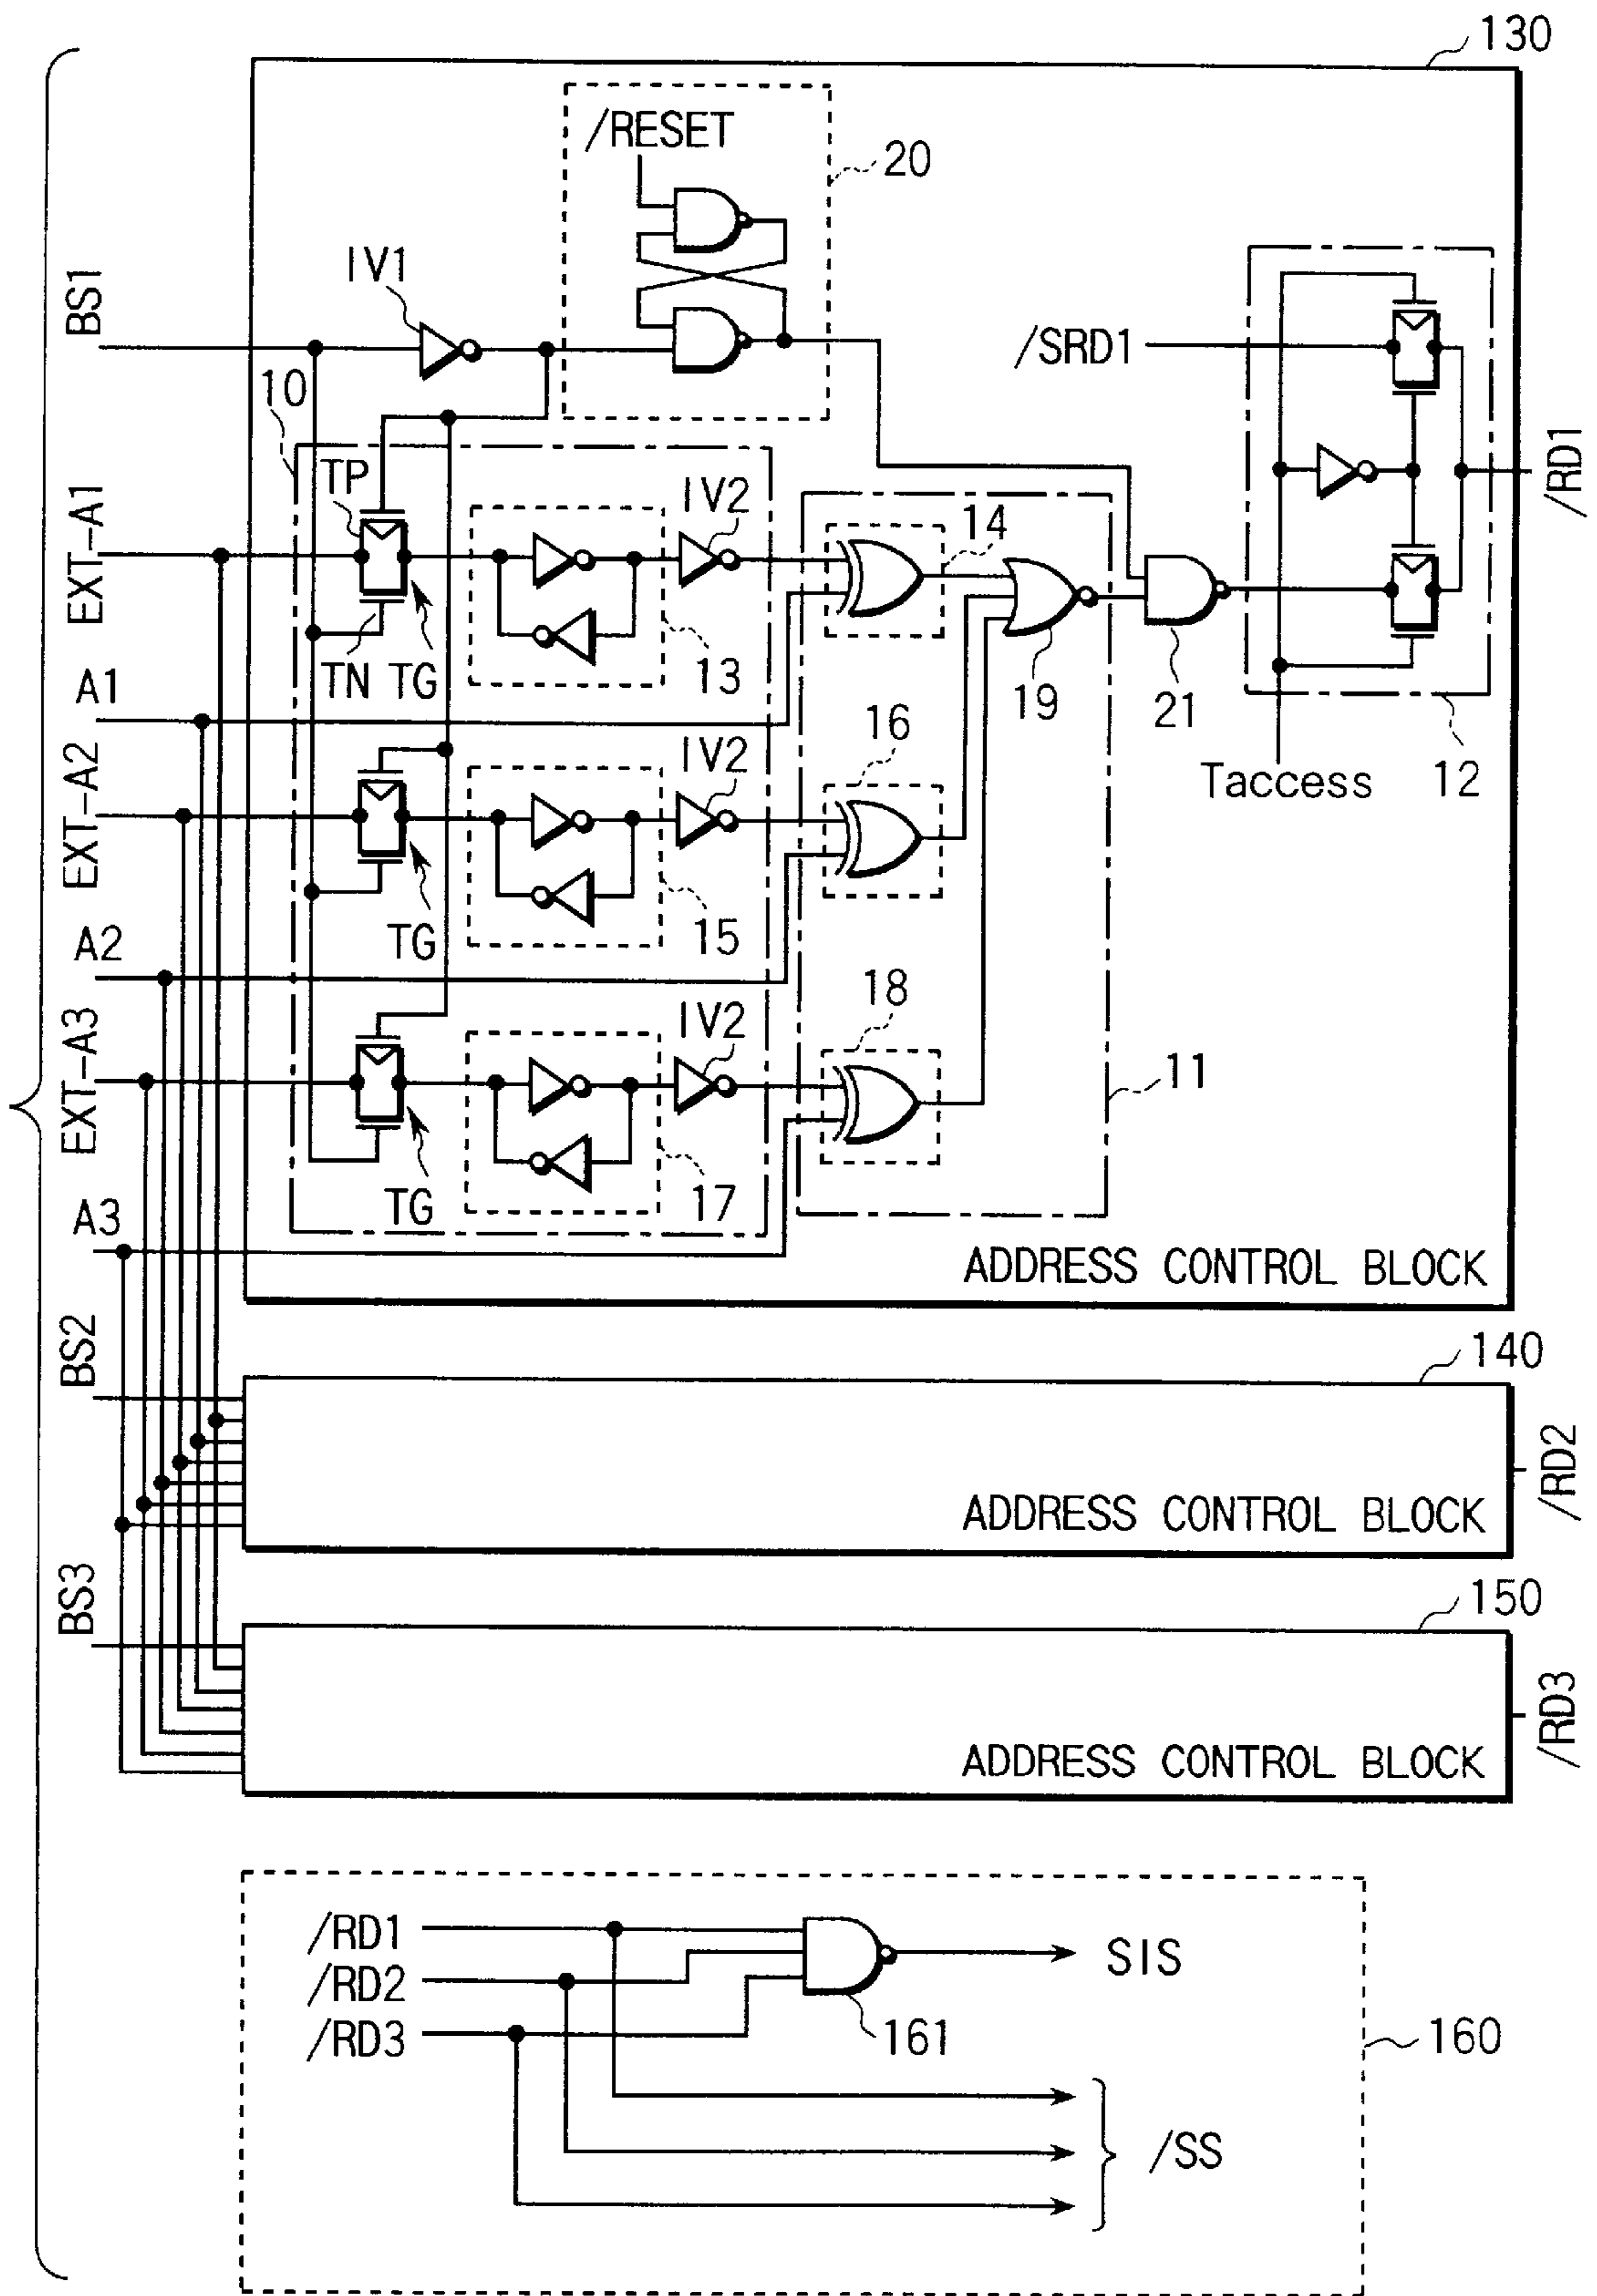 130
/RESET
20
IV1
BS1
/SRD1
10
/RD1
TP
IV2
14
EXT-A1
TN TG
13
19
21
A1
16
IV2
Taccess
12
EXT-A2
TG
15
A2
18
IV2
11
EXT-A3
TG
17
A3
ADDRESS CONTROL BLOCK
BS2
140
/RD2
ADDRESS CONTROL BLOCK
BS3
150
/RD3
ADDRESS CONTROL BLOCK
/RD1
SIS
/RD2
/RD3
161
160
/SS